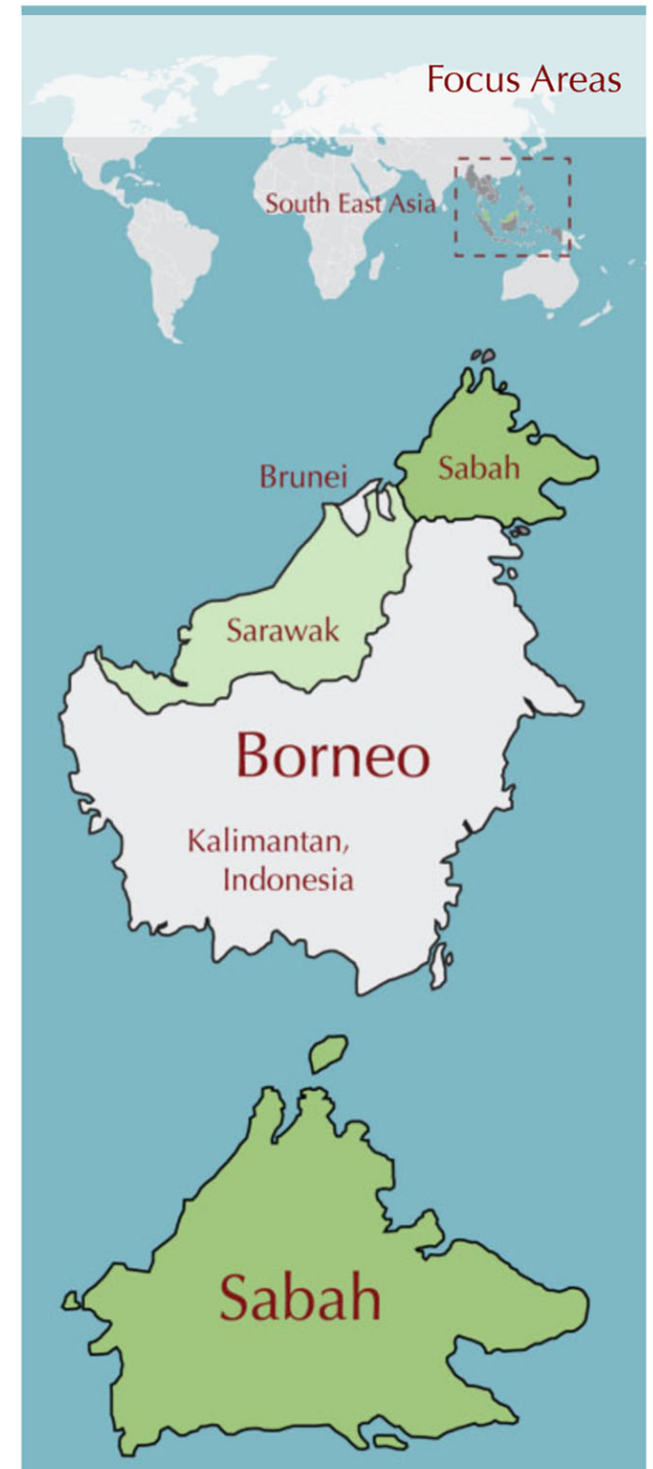 Focus Areas
South East Asia
Sabah
Brunei
Sarawak
Borneo
Kalimantan,
Indonesia
Sabah